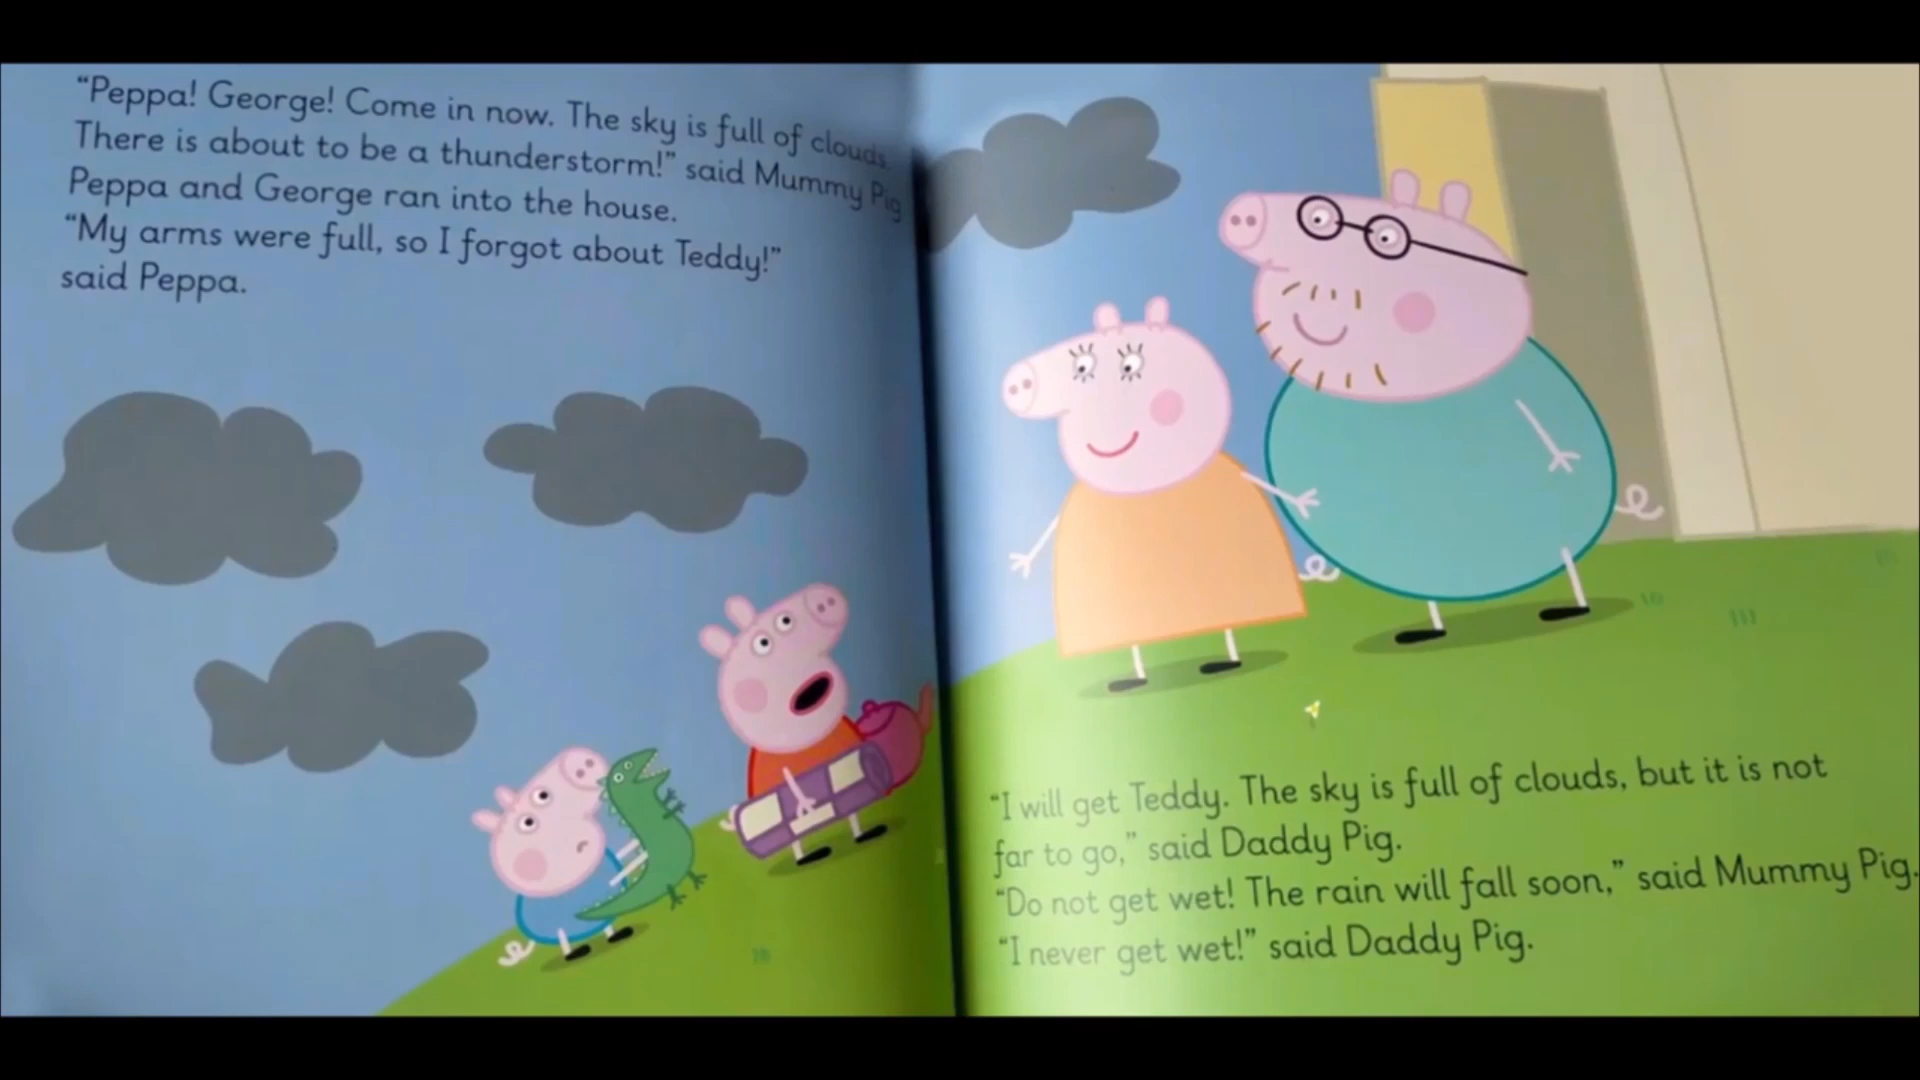 “Peppa! George! Come in now. The sky is full of clouds.
There is about to be a thunderstorm!” said Mummy Pig
Peppa and George ran into the house.
“My arms were full, so I forgot about Teddy!”
said Peppa.
“I will get Teddy. The sky is full of clouds, but it is not
far to go,” said Daddy Pig.
“Do not get wet! The rain will fall soon,” said Mummy Pig.
“I never get wet!” said Daddy Pig.